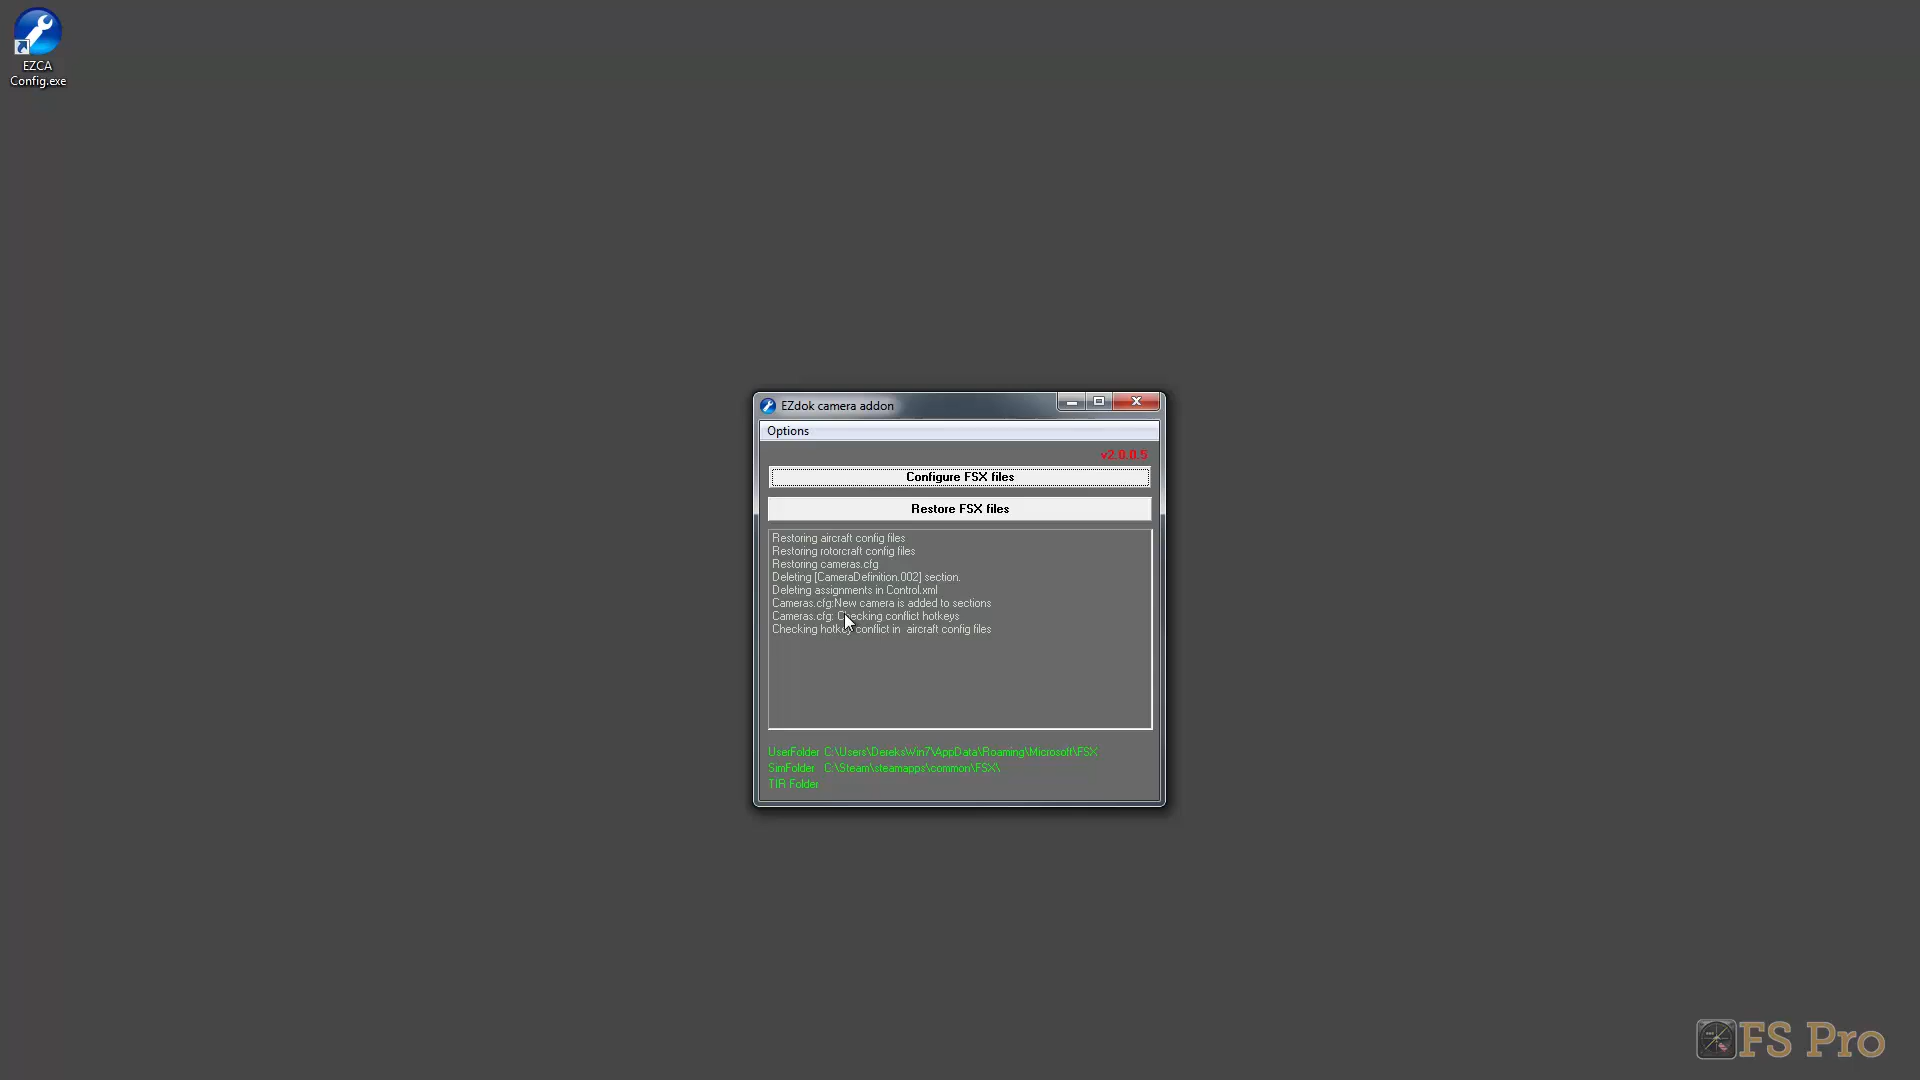 EZCA
Config.exe
EZdok camera addon
Options
v2.0.0.5
Configure FSX files
Restore FSX files
Restoring aircraft config files
Restoring rotorcraft config files
Restoring cameras.cfg
Deleting [CameraDefinition.002] section.
Deleting assignments in Control.xml
Cameras.cfg:New camera is added to sections
Cameras.cfg: Checking conflict hotkeys
Checking hotkey conflict in  aircraft config files
UserFolder C:\Users\DereksWin7\AppData\Roaming\Microsoft\FSX
SimFolder C:\Steam\steamapps\common\FSX\
TIR Folder
FS Pro